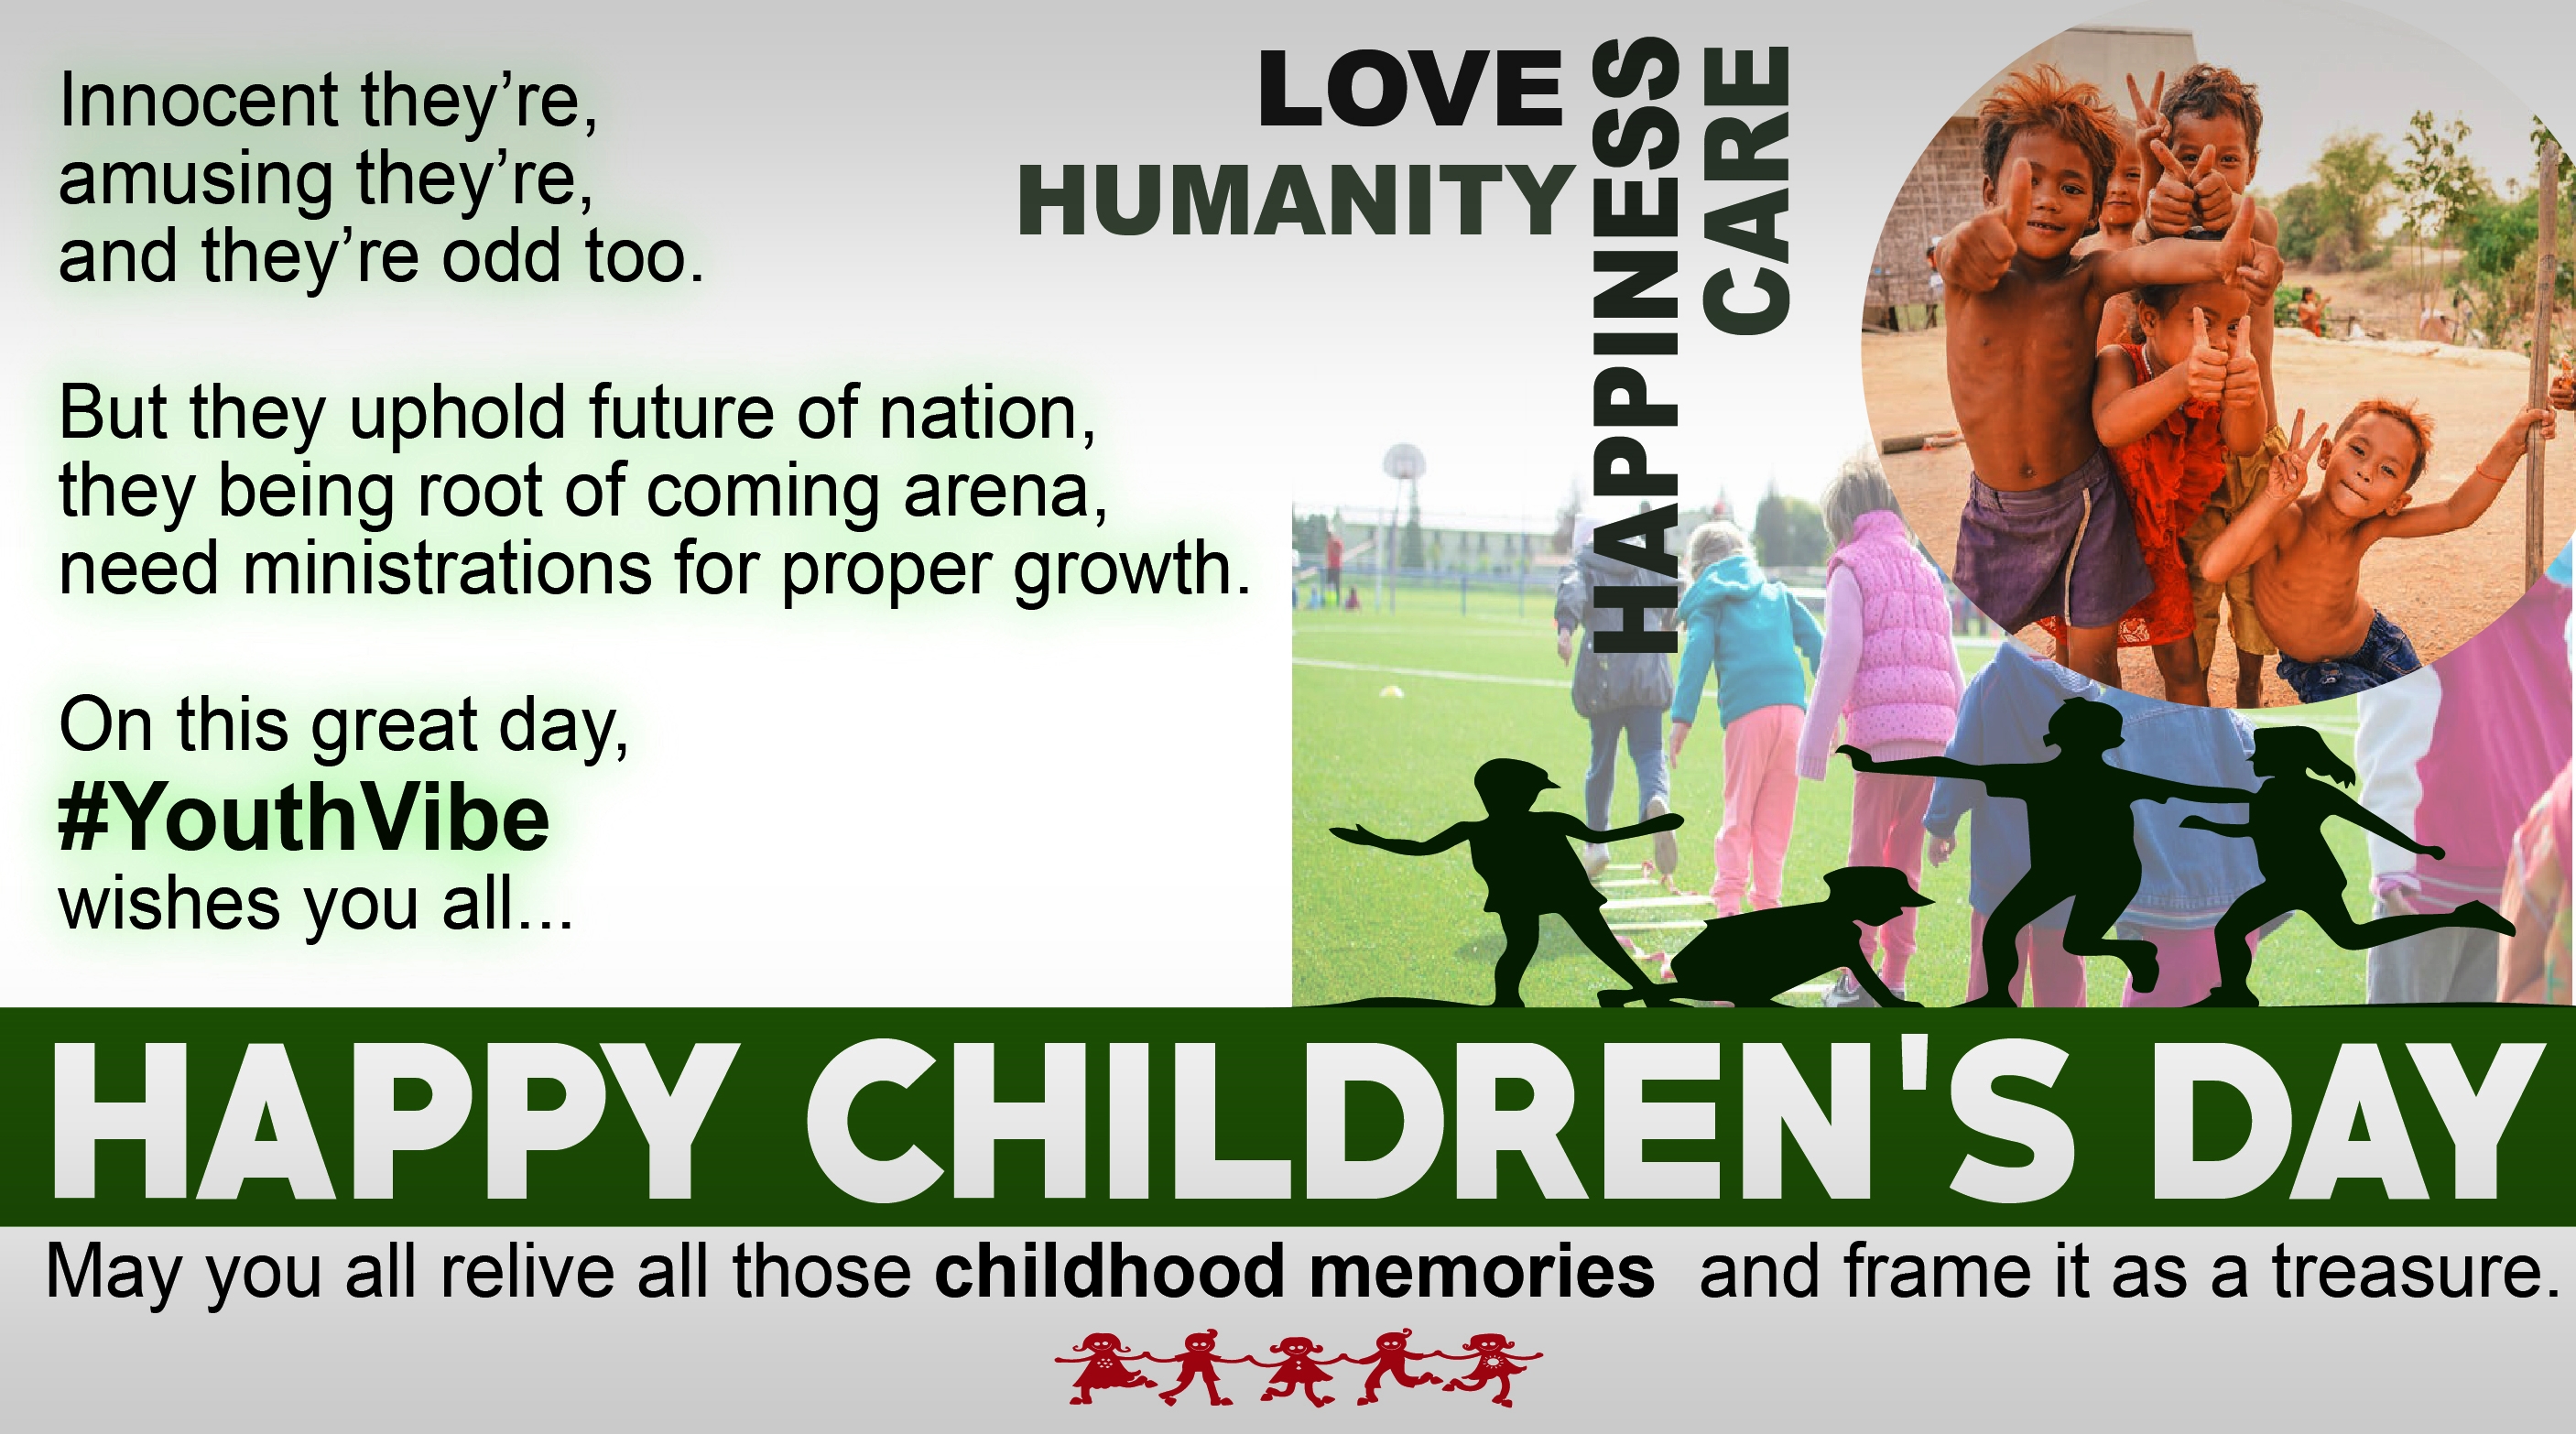 Innocent they’re,
amusing they’re,
and they’re odd too.
But they uphold future of nation,
they being root of coming arena,
need ministrations for proper growth.
On this great day,
#YouthVibe
wishes you all...
LOVE
HUMANITY
HAPPINESS
CARE
HAPPY CHILDREN'S DAY
May you all relive all those childhood memories and frame it as a treasure.